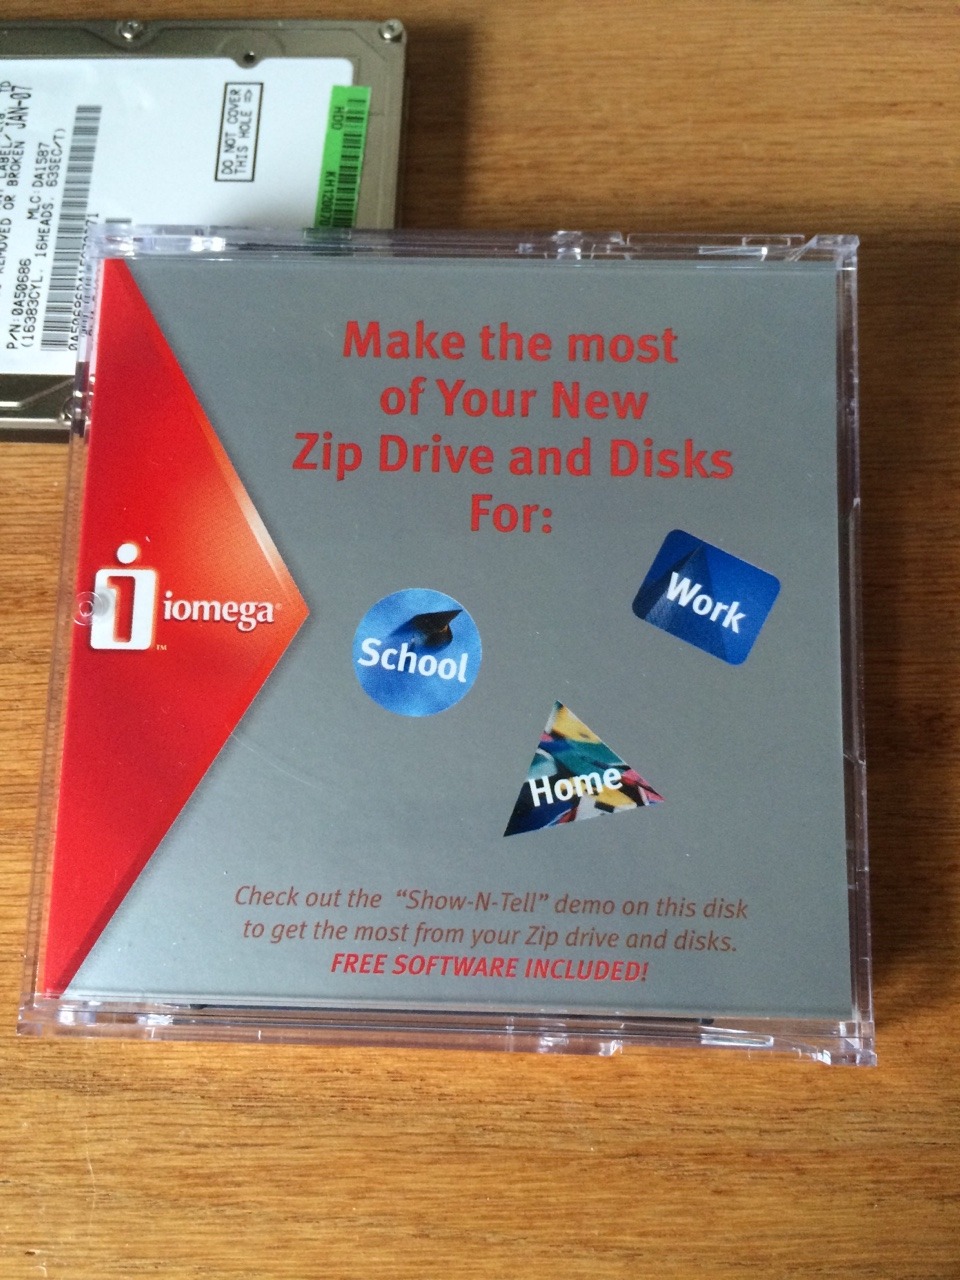 JAN-07
REMOVED OR BROKEN
P/N:0A50686 MLC:DA1587
(16383CYL. 16HEADS. 63SEC/T)
DO NOT COVER
THIS HOLE =>
HDD
Make the most
of Your New
Zip Drive and Disks
For:
Work
i
™
iomega®
School
Home
Check out the "Show-N-Tell" demo on this disk
to get the most from your Zip drive and disks.
FREE SOFTWARE INCLUDED!